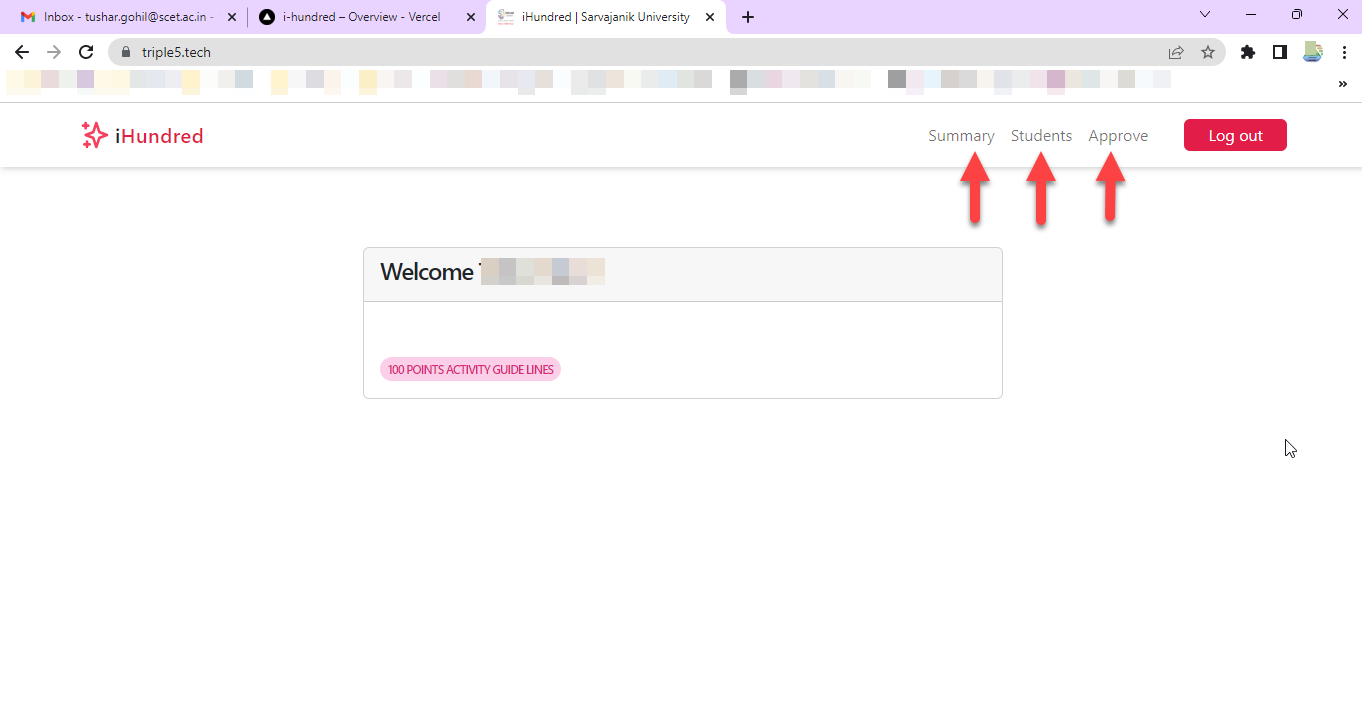 Inbox - tushar.gohil@scet.ac.in
i-hundred – Overview - Vercel
iHundred | Sarvajanik University
triple5.tech
iHundred
Summary Students Approve Log out
Welcome
100 POINTS ACTIVITY GUIDE LINES